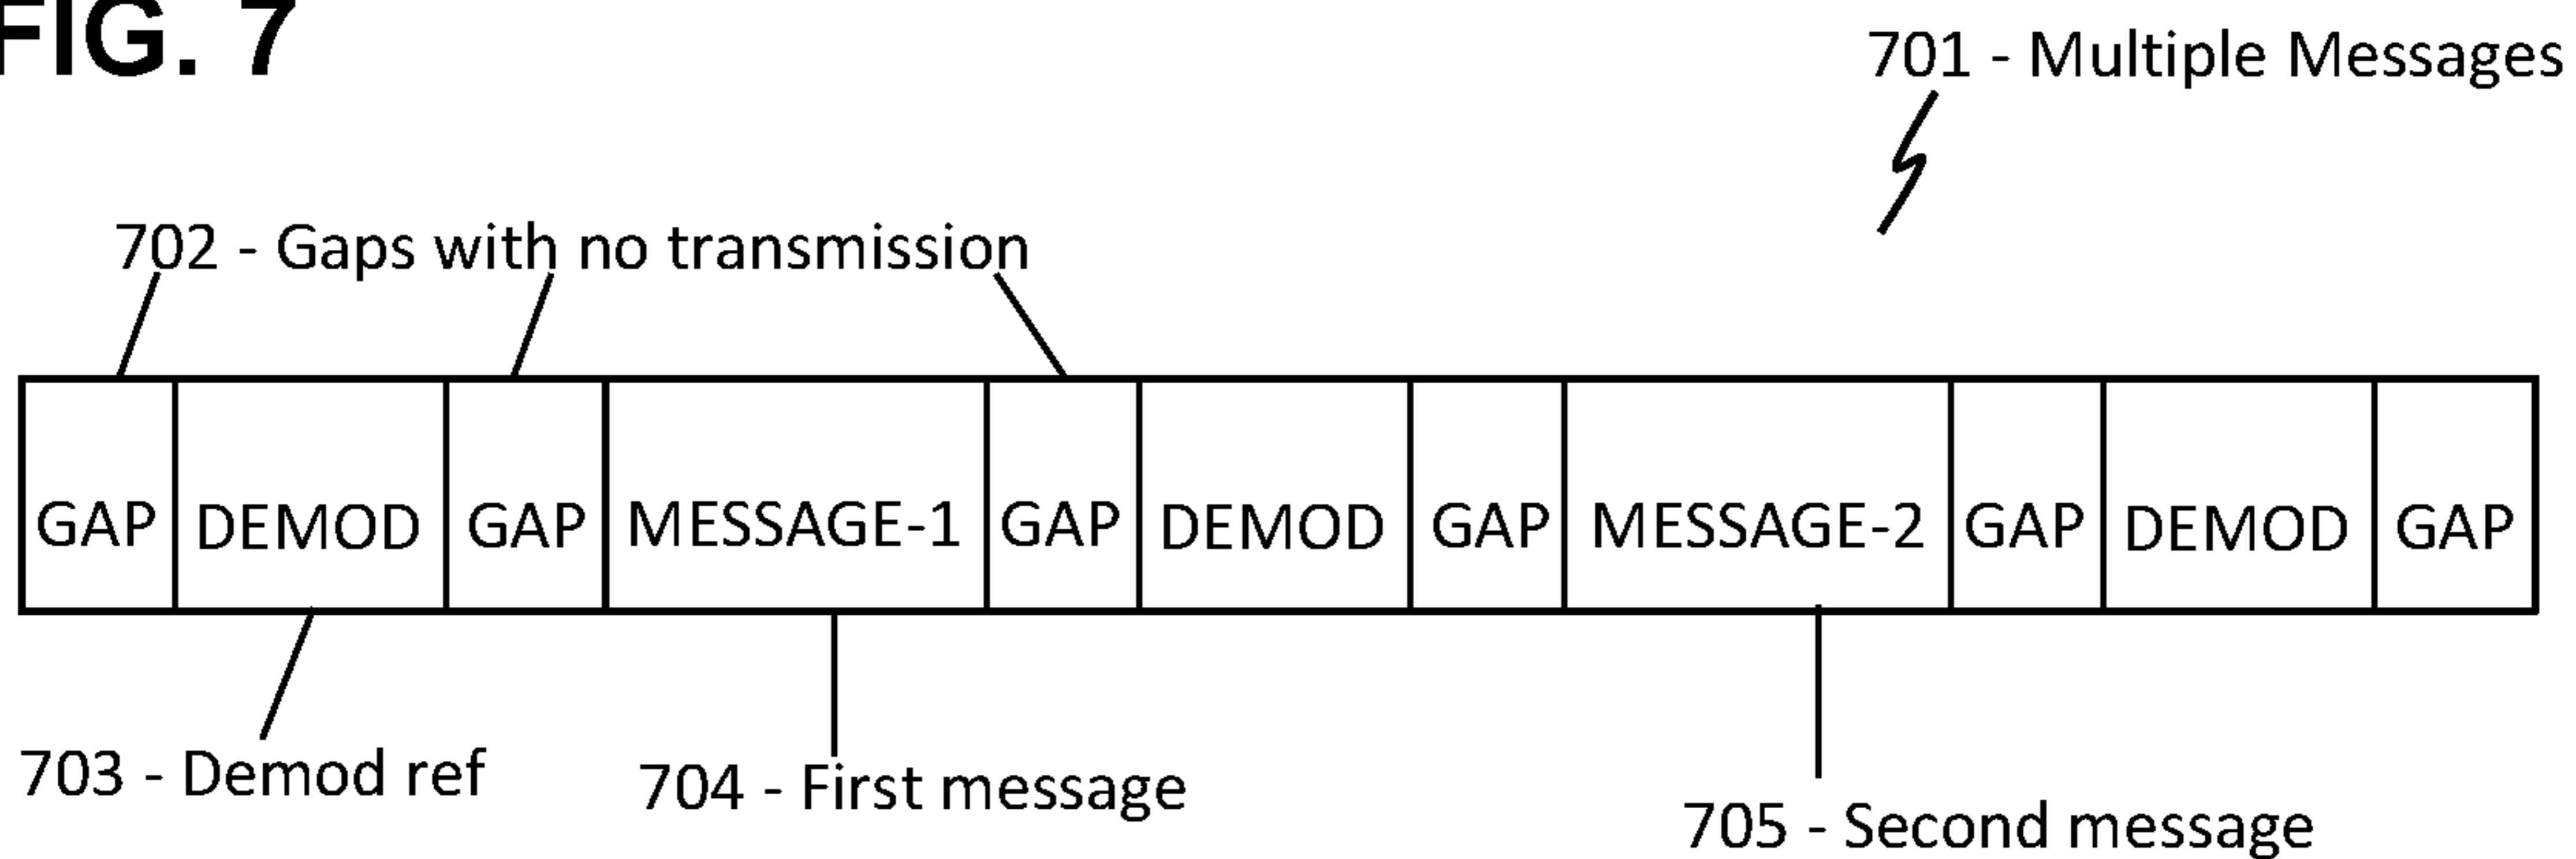 FIG. 7
701 - Multiple Messages
702 - Gaps with no transmission
GAP DEMOD GAP MESSAGE-1 GAP DEMOD GAP MESSAGE-2 GAP DEMOD GAP
703 - Demod ref
704 - First message
705 - Second message